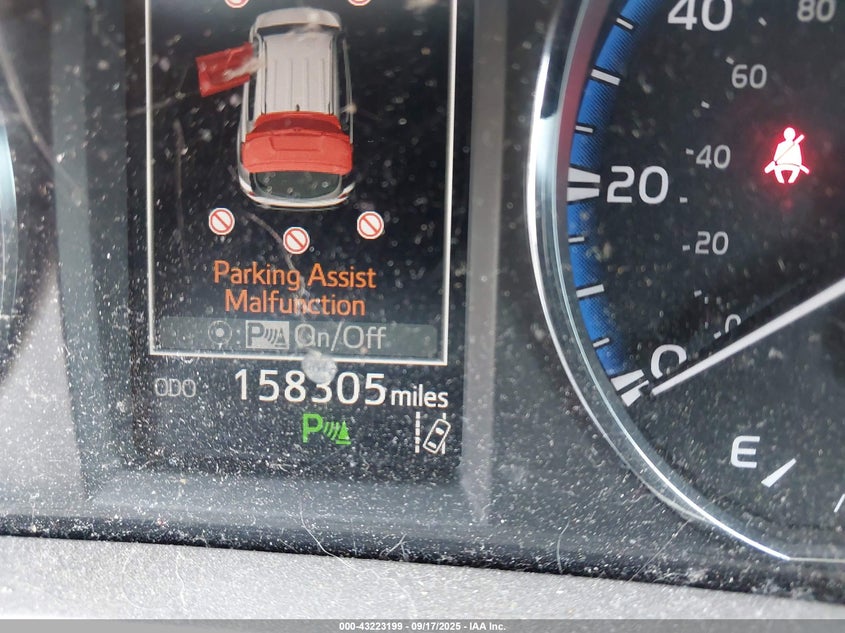 Parking Assist
Malfunction
P On/Off
ODO 158305 miles
P
40
20
0
80
60
40
20
0
E
000-43223199 - 09/17/2025 - IAA Inc.